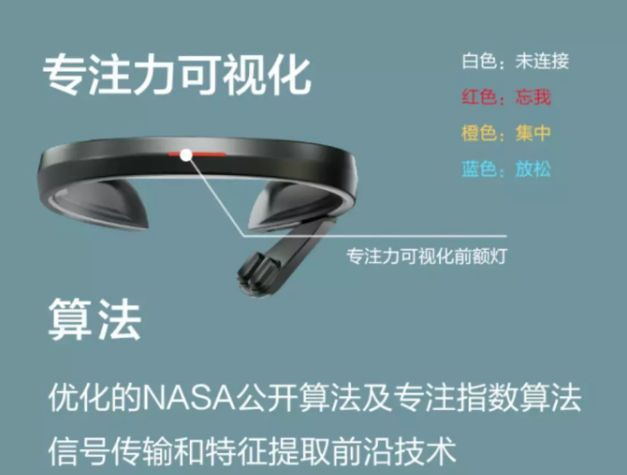 专注力可视化
白色：未连接
红色：忘我
橙色：集中
蓝色：放松
专注力可视化前额灯
算法
优化的NASA公开算法及专注指数算法
信号传输和特征提取前沿技术